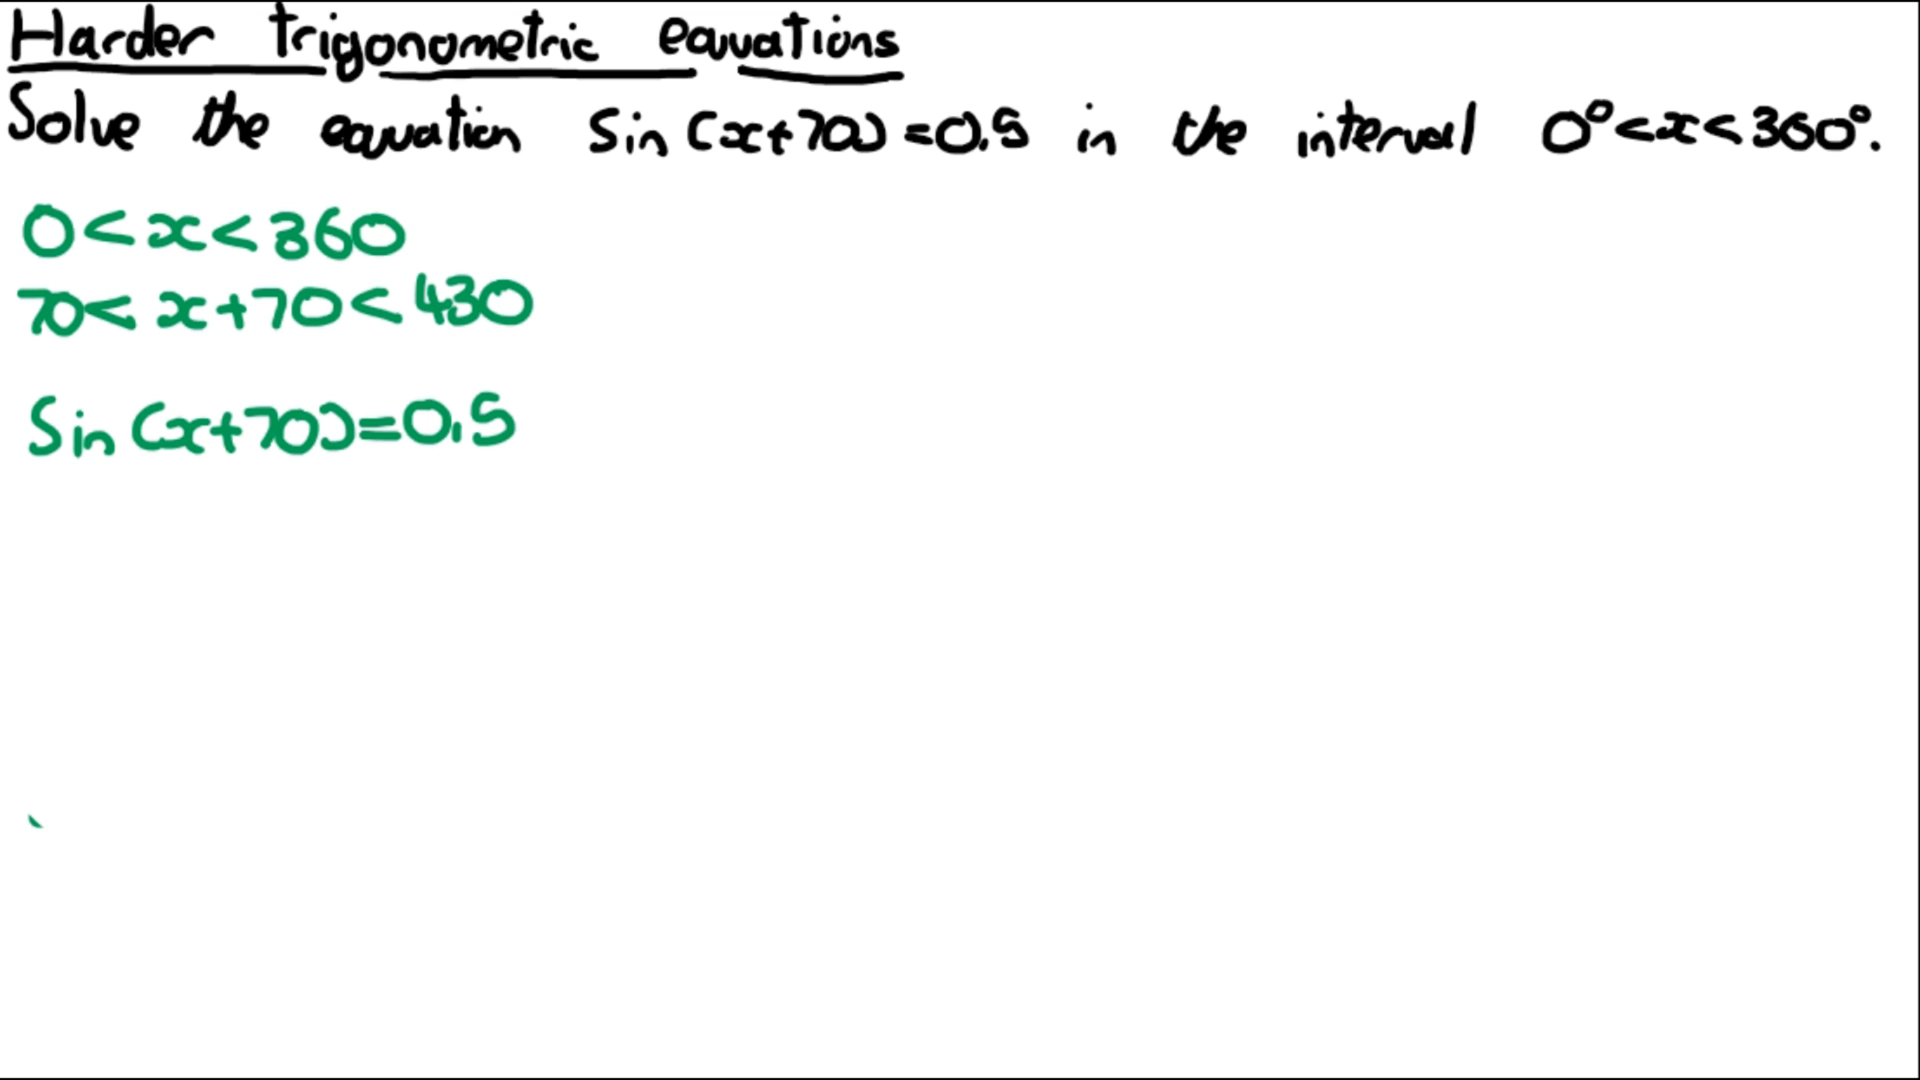 Harder trigonometric equations
Solve the equation Sin (x+70) =0.5 in the interval 0°<x<360°.
0<x<360
70<x+70<430
Sin (x+70)=0.5